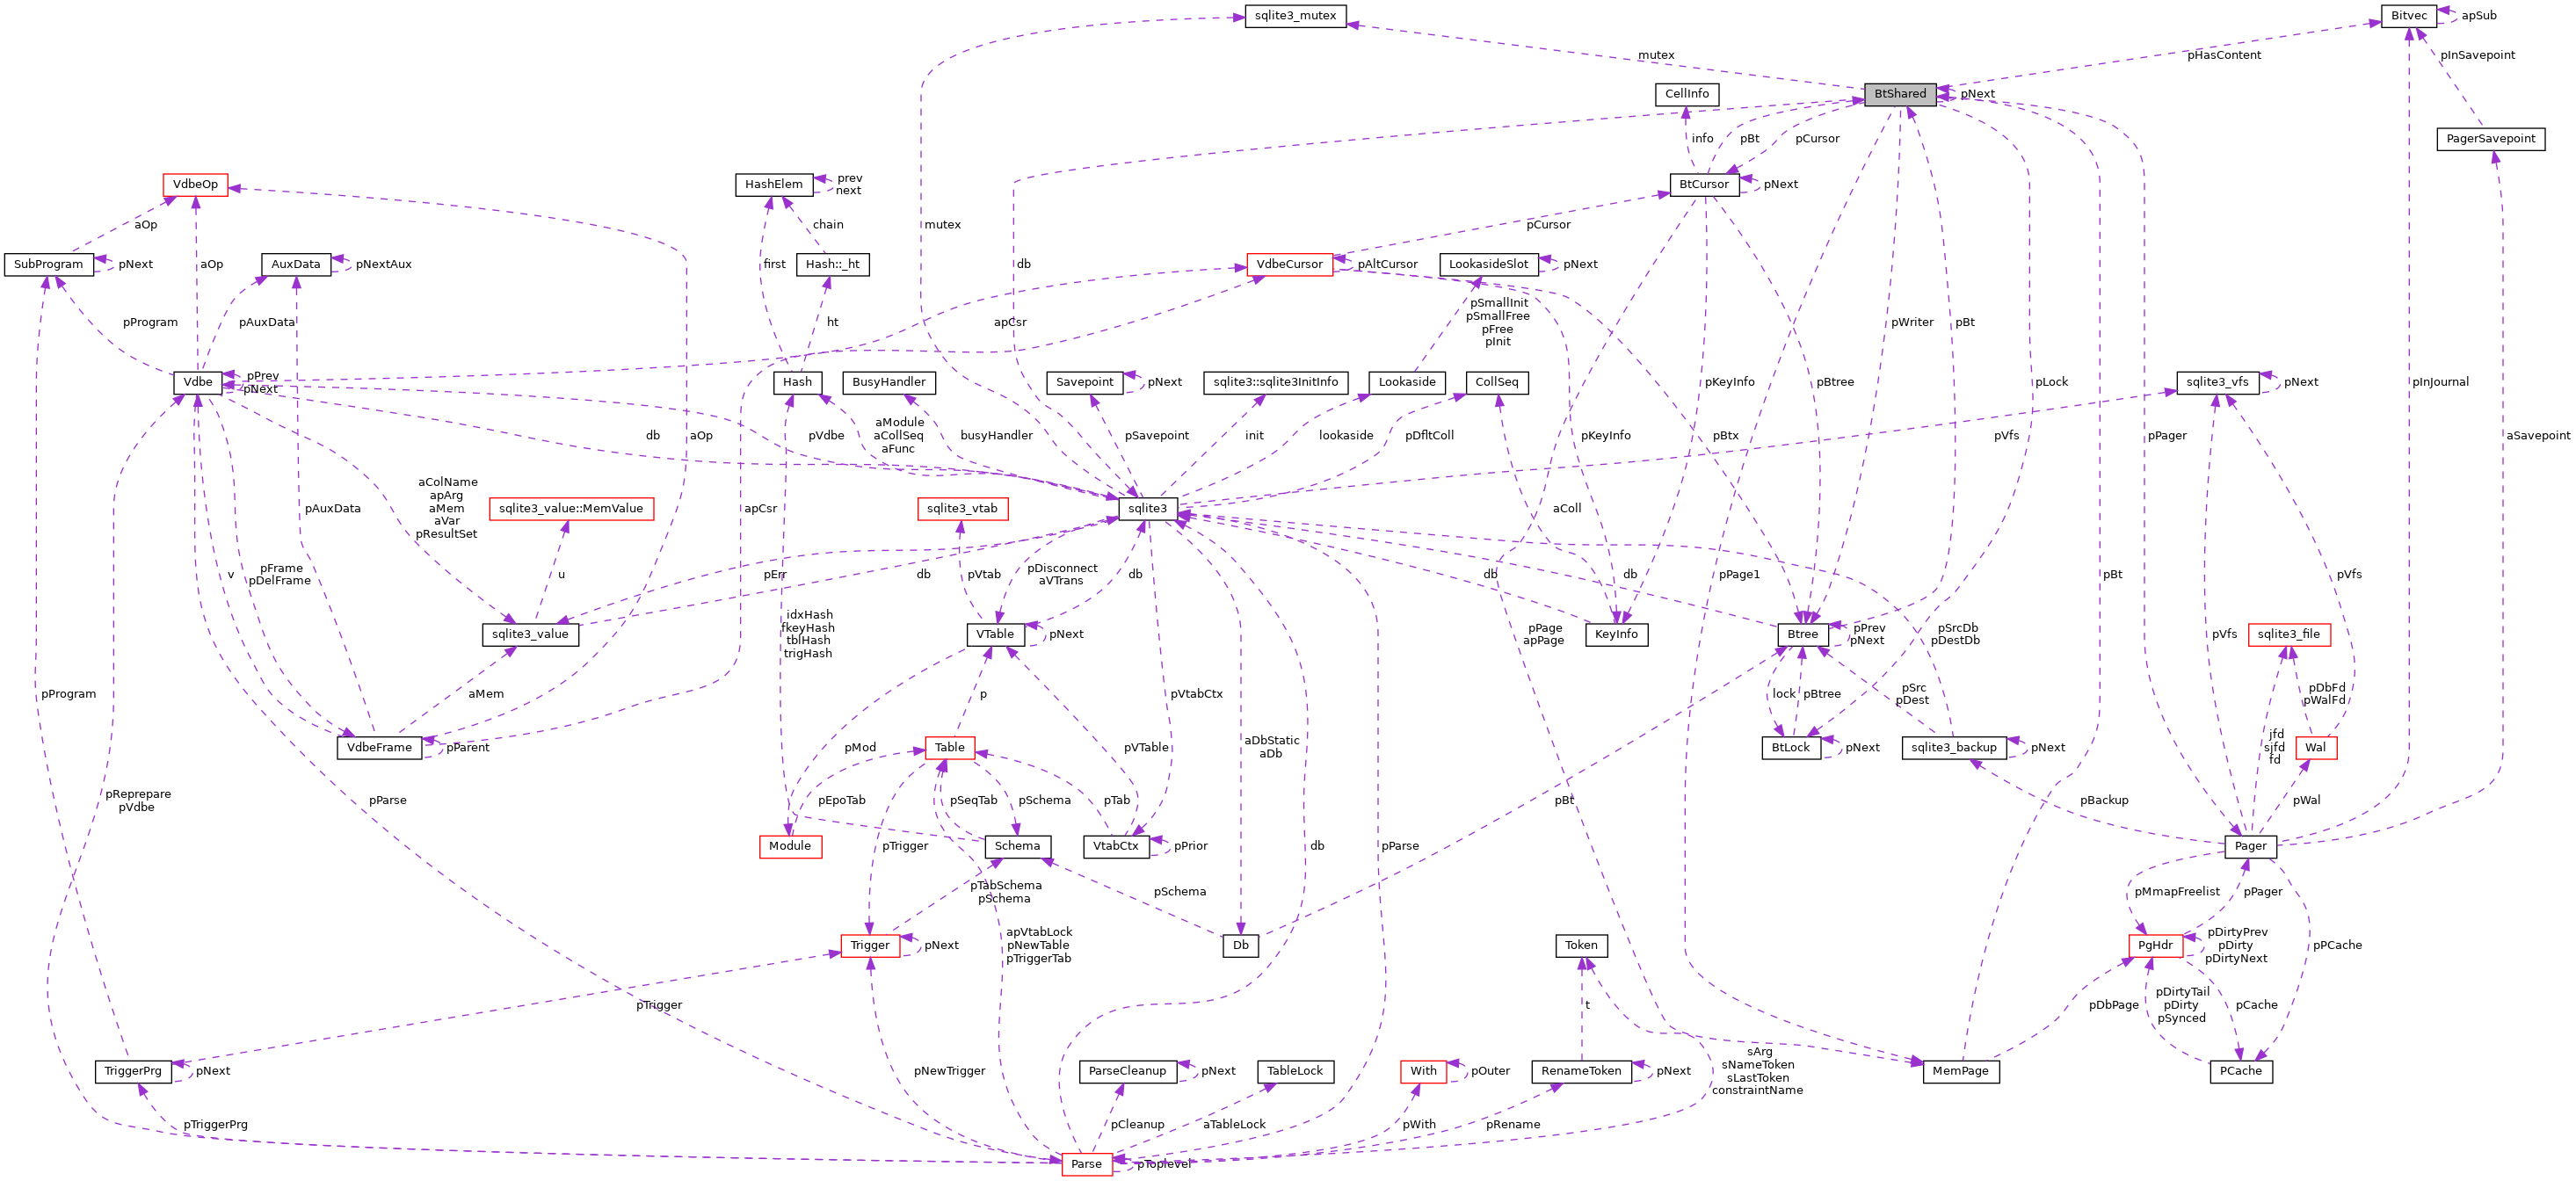 sqlite3_mutex
Bitvec
apSub
mutex
pHasContent
pInSavepoint
CellInfo
BtShared
pNext
info
pBt
pCursor
PagerSavepoint
VdbeOp
HashElem
prev
next
BtCursor
pNext
aOp
chain
mutex
pCursor
SubProgram
pNext
AuxData
pNextAux
aOp
first
Hash::_ht
db
VdbeCursor
pAltCursor
LookasideSlot
pNext
pProgram
pAuxData
ht
apCsr
pSmallInit
pSmallFree
pFree
pInit
pWriter
pBt
Vdbe
pPrev
pNext
Hash
BusyHandler
Savepoint
pNext
sqlite3::sqlite3InitInfo
Lookaside
CollSeq
pKeyInfo
pBtree
pLock
sqlite3_vfs
pNext
pInJournal
db
aOp
pVdbe
aModule
aCollSeq
aFunc
busyHandler
pSavepoint
init
lookaside
pDfltColl
pKeyInfo
pBtx
pVfs
pPager
aSavepoint
aColName
apArg
aMem
aVar
pResultSet
sqlite3_value::MemValue
pAuxData
apCsr
sqlite3_vtab
sqlite3
aColl
v
pFrame
pDelFrame
u
pErr
db
pVtab
pDisconnect
aVTrans
db
db
db
pPage1
pBt
pVfs
sqlite3_value
idxHash
fkeyHash
tblHash
trigHash
VTable
pNext
pPage
apPage
KeyInfo
Btree
pPrev
pNext
pSrcDb
pDestDb
pVfs
sqlite3_file
pProgram
aMem
p
pVtabCtx
lock
pBtree
pSrc
pDest
pDbFd
pWalFd
VdbeFrame
pParent
pMod
Table
pVTable
aDbStatic
aDb
BtLock
pNext
sqlite3_backup
pNext
jfd
sjfd
fd
Wal
pReprepare
pVdbe
pParse
pEpoTab
pSeqTab
pSchema
pTab
pBt
pBackup
pWal
Module
pTrigger
Schema
VtabCtx
pPrior
db
pParse
Pager
pTabSchema
pSchema
pSchema
pMmapFreelist
pPager
Trigger
pNext
apVtabLock
pNewTable
pTriggerTab
Db
Token
PgHdr
pDirtyPrev
pDirty
pDirtyNext
pPCache
pTrigger
t
pDbPage
pDirtyTail
pDirty
pSynced
pCache
TriggerPrg
pNext
pNewTrigger
ParseCleanup
pNext
TableLock
With
pOuter
RenameToken
pNext
sArg
sNameToken
sLastToken
constraintName
MemPage
PCache
pTriggerPrg
pCleanup
aTableLock
pWith
pRename
Parse
pToplevel